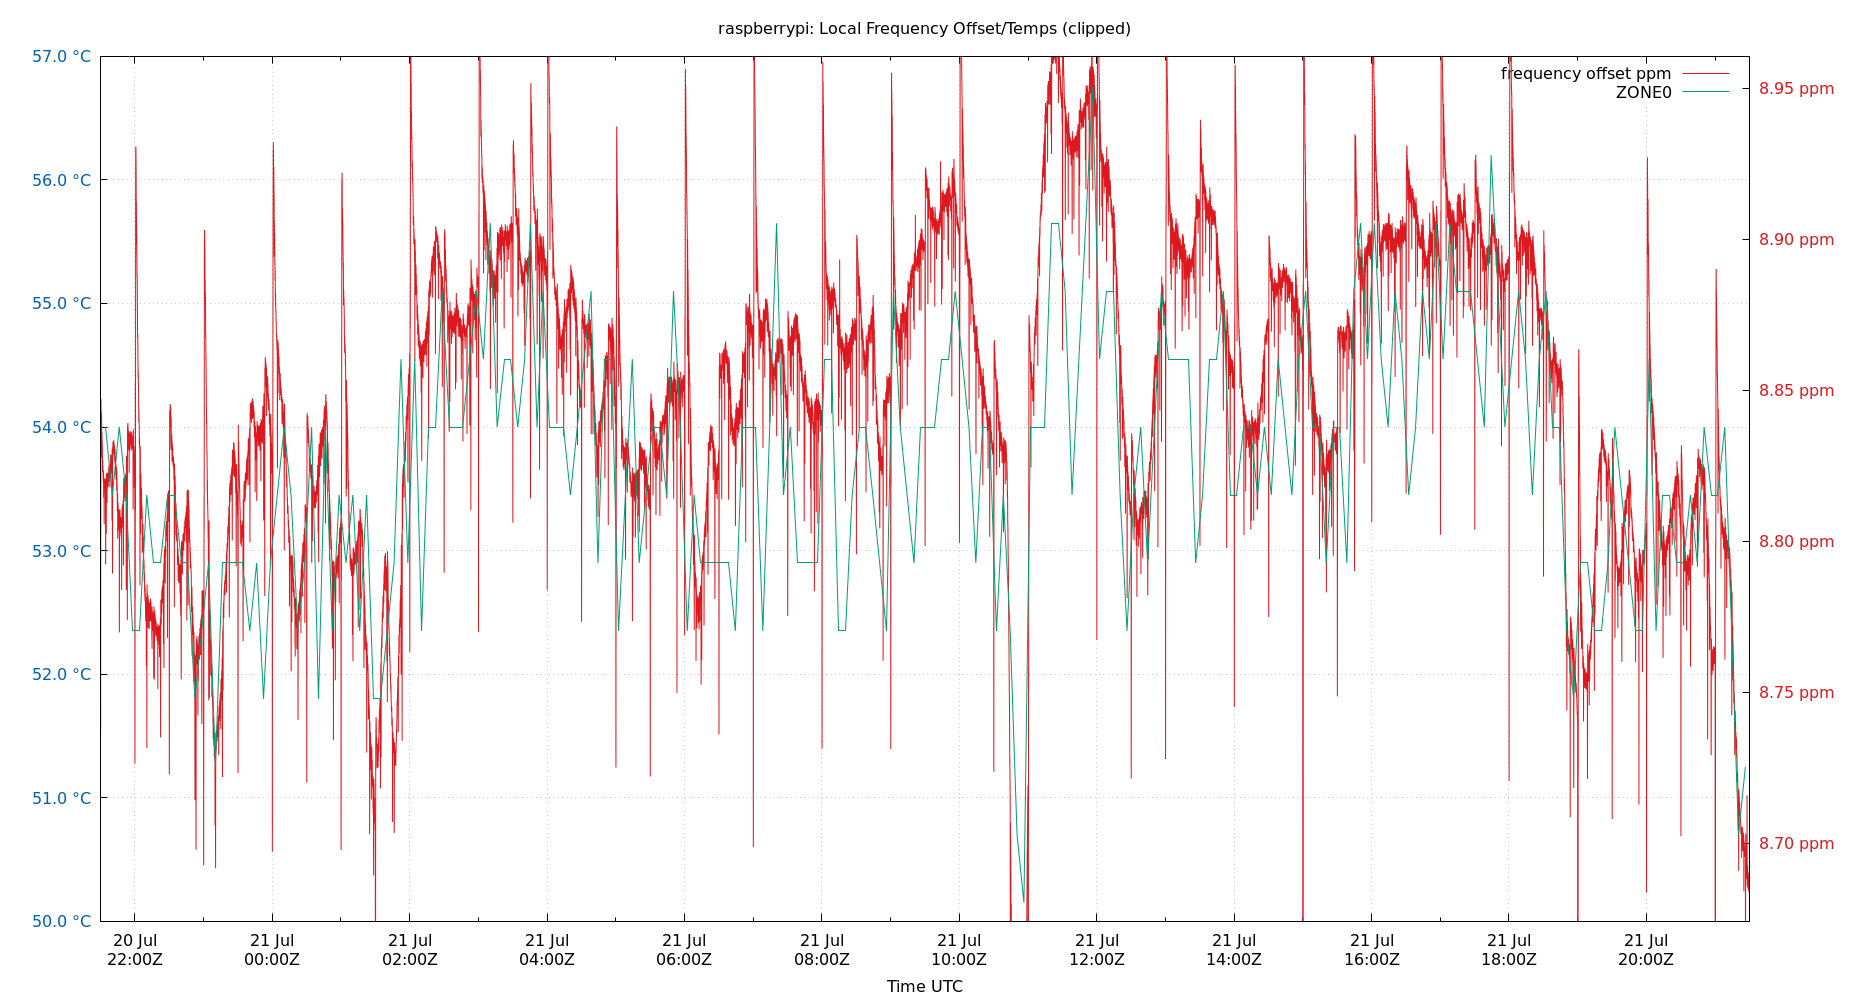 raspberrypi: Local Frequency Offset/Temps (clipped)
57.0 °C
56.0 °C
55.0 °C
54.0 °C
53.0 °C
52.0 °C
51.0 °C
50.0 °C
frequency offset ppm
ZONE0
8.95 ppm
8.90 ppm
8.85 ppm
8.80 ppm
8.75 ppm
8.70 ppm
20 Jul
22:00Z
21 Jul
00:00Z
21 Jul
02:00Z
21 Jul
04:00Z
21 Jul
06:00Z
21 Jul
08:00Z
21 Jul
10:00Z
21 Jul
12:00Z
21 Jul
14:00Z
21 Jul
16:00Z
21 Jul
18:00Z
21 Jul
20:00Z
Time UTC